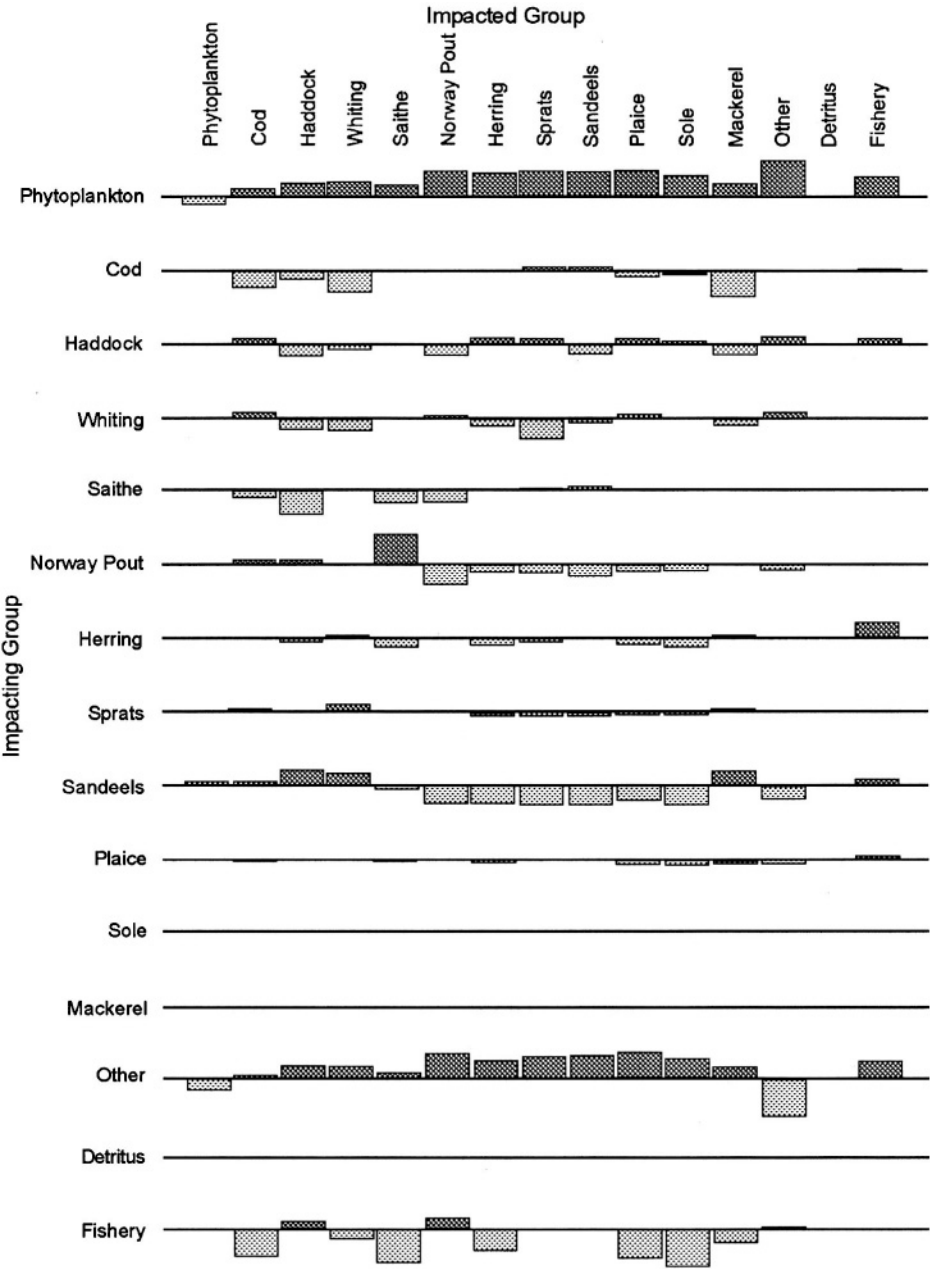 Impacted Group
Phytoplankton
Cod
Haddock
Whiting
Saithe
Norway Pout
Herring
Sprats
Sandeels
Plaice
Sole
Mackerel
Other
Detritus
Fishery
Impacting Group
Phytoplankton
Cod
Haddock
Whiting
Saithe
Norway Pout
Herring
Sprats
Sandeels
Plaice
Sole
Mackerel
Other
Detritus
Fishery